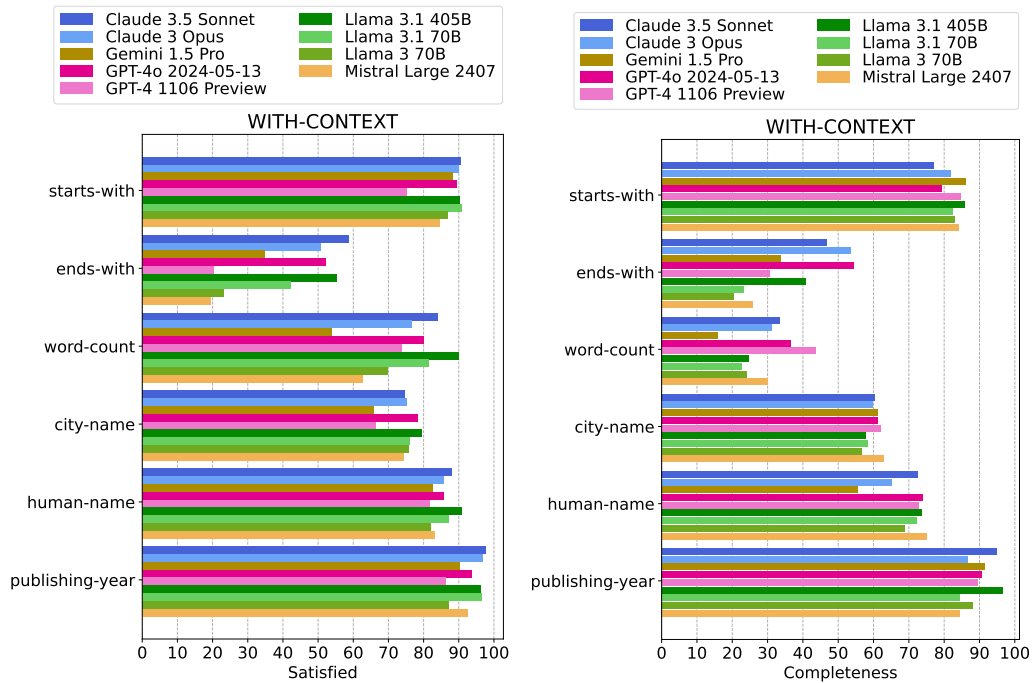 Claude 3.5 Sonnet
Claude 3 Opus
Gemini 1.5 Pro
GPT-4o 2024-05-13
GPT-4 1106 Preview
Llama 3.1 405B
Llama 3.1 70B
Llama 3 70B
Mistral Large 2407
WITH-CONTEXT
starts-with
ends-with
word-count
city-name
human-name
publishing-year
0 10 20 30 40 50 60 70 80 90 100
Satisfied
Claude 3.5 Sonnet
Claude 3 Opus
Gemini 1.5 Pro
GPT-4o 2024-05-13
GPT-4 1106 Preview
Llama 3.1 405B
Llama 3.1 70B
Llama 3 70B
Mistral Large 2407
WITH-CONTEXT
starts-with
ends-with
word-count
city-name
human-name
publishing-year
0 10 20 30 40 50 60 70 80 90 100
Completeness